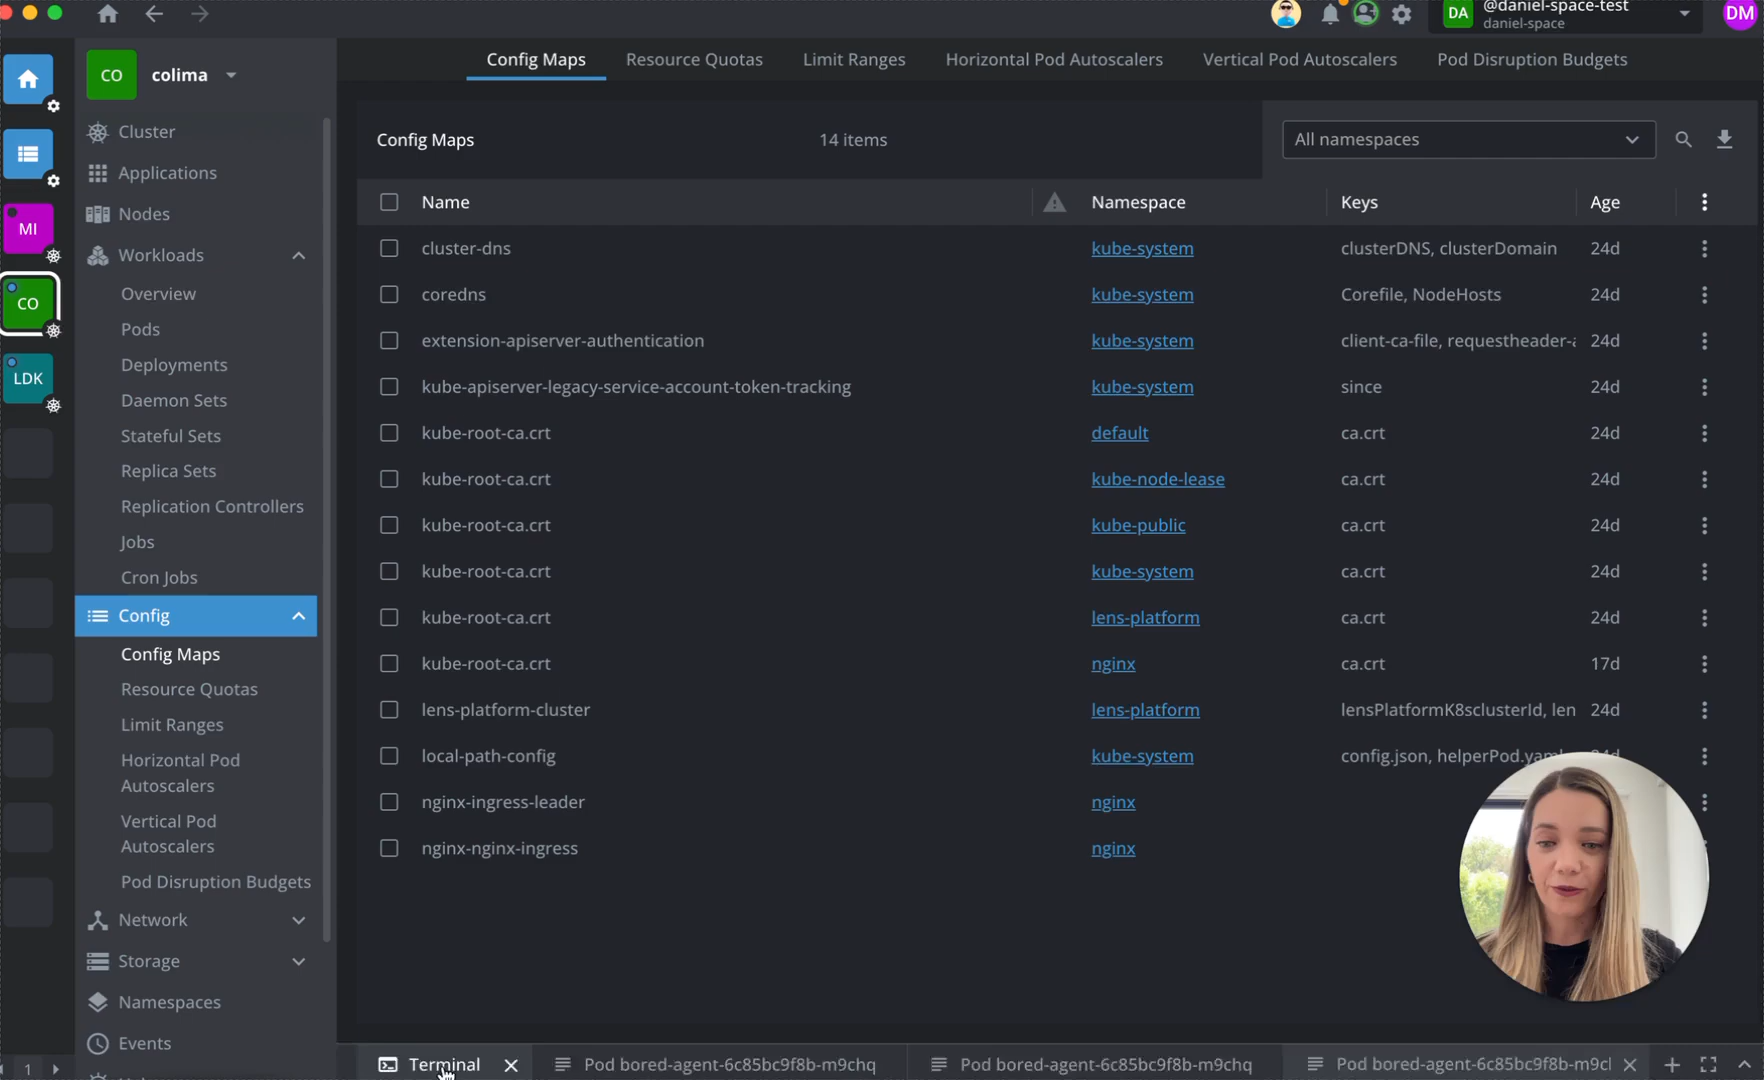 @daniel-space-test
DA
DM
daniel-space
CO
colima
MI
CO
LDK
1
Cluster
Applications
Nodes
Workloads
Overview
Pods
Deployments
Daemon Sets
Stateful Sets
Replica Sets
Replication Controllers
Jobs
Cron Jobs
Config
Config Maps
Resource Quotas
Limit Ranges
Horizontal Pod
Autoscalers
Vertical Pod
Autoscalers
Pod Disruption Budgets
Network
Storage
Namespaces
Events
Config Maps Resource Quotas Limit Ranges Horizontal Pod Autoscalers Vertical Pod Autoscalers Pod Disruption Budgets
Config Maps 14 items All namespaces
Name Namespace Keys Age
cluster-dns kube-system clusterDNS, clusterDomain 24d
coredns kube-system Corefile, NodeHosts 24d
extension-apiserver-authentication kube-system client-ca-file, requestheader- 24d
kube-apiserver-legacy-service-account-token-tracking kube-system since 24d
kube-root-ca.crt default ca.crt 24d
kube-root-ca.crt kube-node-lease ca.crt 24d
kube-root-ca.crt kube-public ca.crt 24d
kube-root-ca.crt kube-system ca.crt 24d
kube-root-ca.crt lens-platform ca.crt 24d
kube-root-ca.crt nginx ca.crt 17d
lens-platform-cluster lens-platform lensPlatformK8sclusterId, len 24d
local-path-config kube-system config.json, helperPod.yaml 24d
nginx-ingress-leader nginx
nginx-nginx-ingress nginx
Terminal Pod bored-agent-6c85bc9f8b-m9chq Pod bored-agent-6c85bc9f8b-m9chq Pod bored-agent-6c85bc9f8b-m9cl